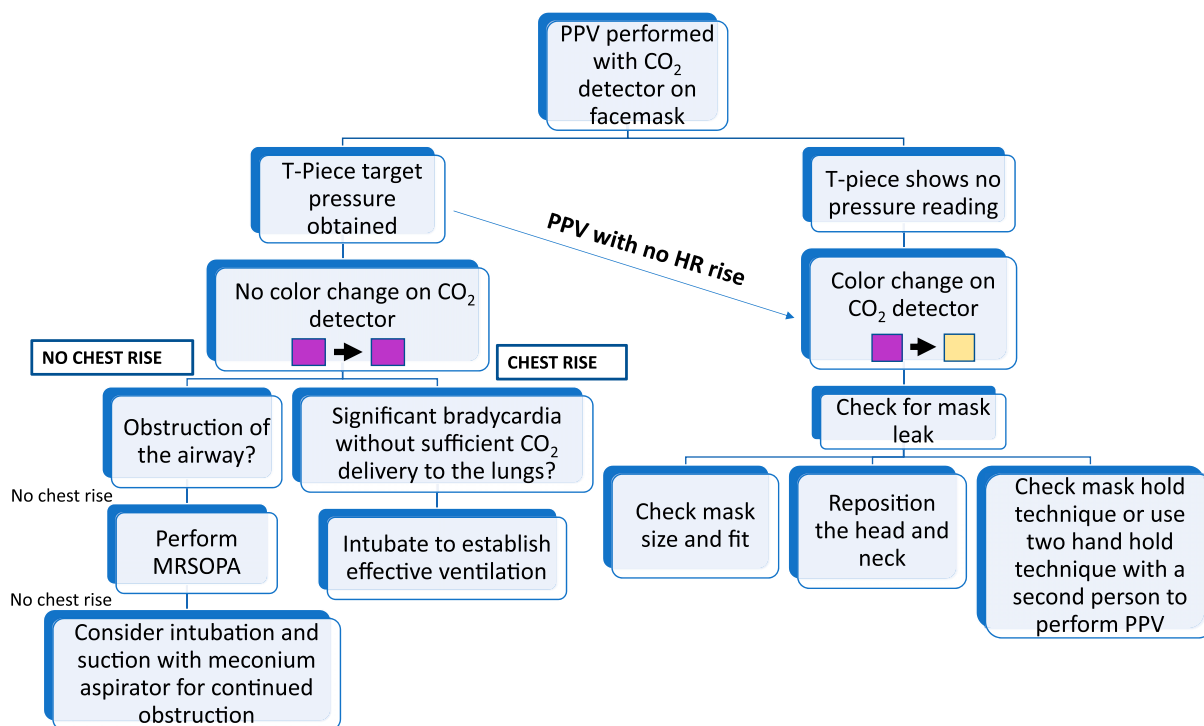 PPV performed
with CO₂
detector on
facemask
T-Piece target
pressure
obtained
T-piece shows no
pressure reading
PPV with no HR rise
No color change on CO₂
detector
Color change on
CO₂ detector
NO CHEST RISE
CHEST RISE
Obstruction of
the airway?
Significant bradycardia
without sufficient CO₂
delivery to the lungs?
Check for mask
leak
No chest rise
Perform
MRSOPA
Intubate to establish
effective ventilation
Check mask
size and fit
Reposition
the head and
neck
Check mask hold
technique or use
two hand hold
technique with a
second person to
perform PPV
No chest rise
Consider intubation and
suction with meconium
aspirator for continued
obstruction